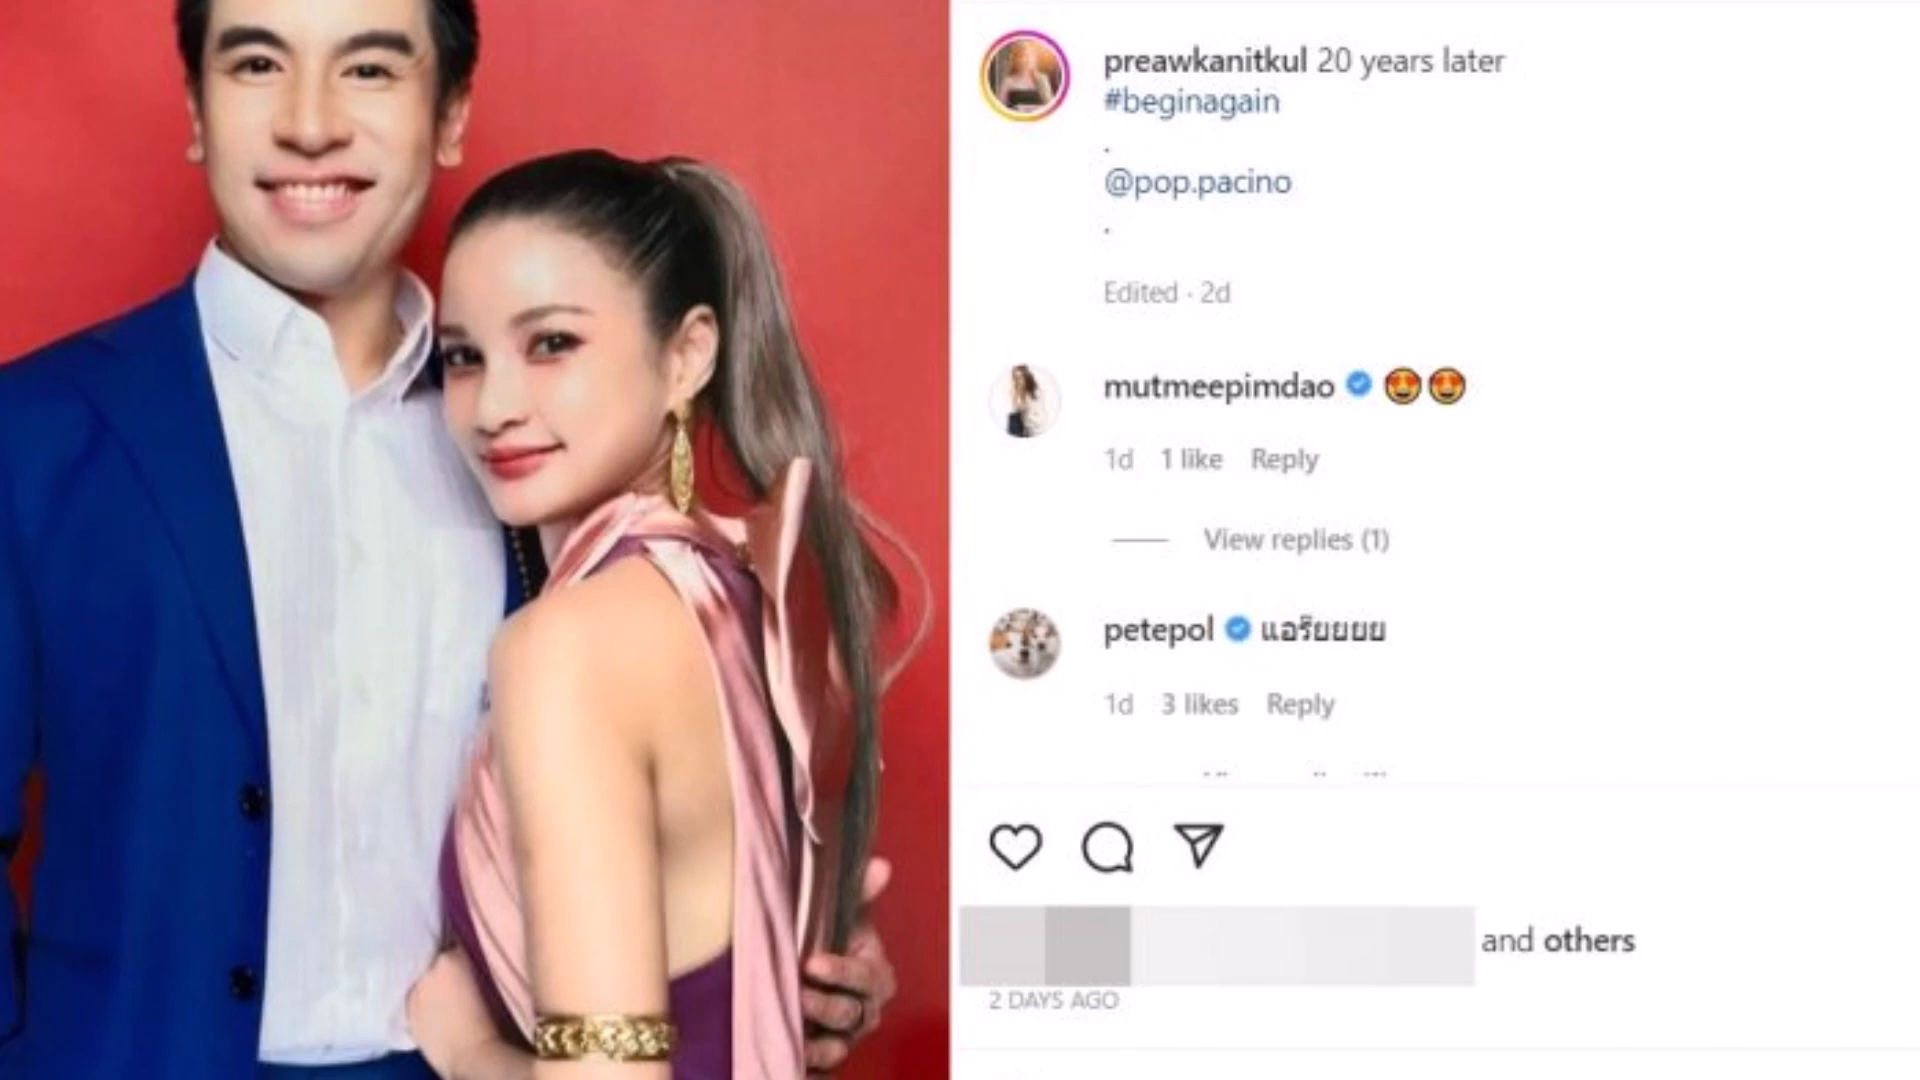 preawkanitkul 20 years later
#beginagain
.
@pop.pacino
.
Edited · 2d
mutmeepimdao 😍😍
1d 1 like Reply
View replies (1)
petepol แอร๊ยยยย
1d 3 likes Reply
and others
2 DAYS AGO